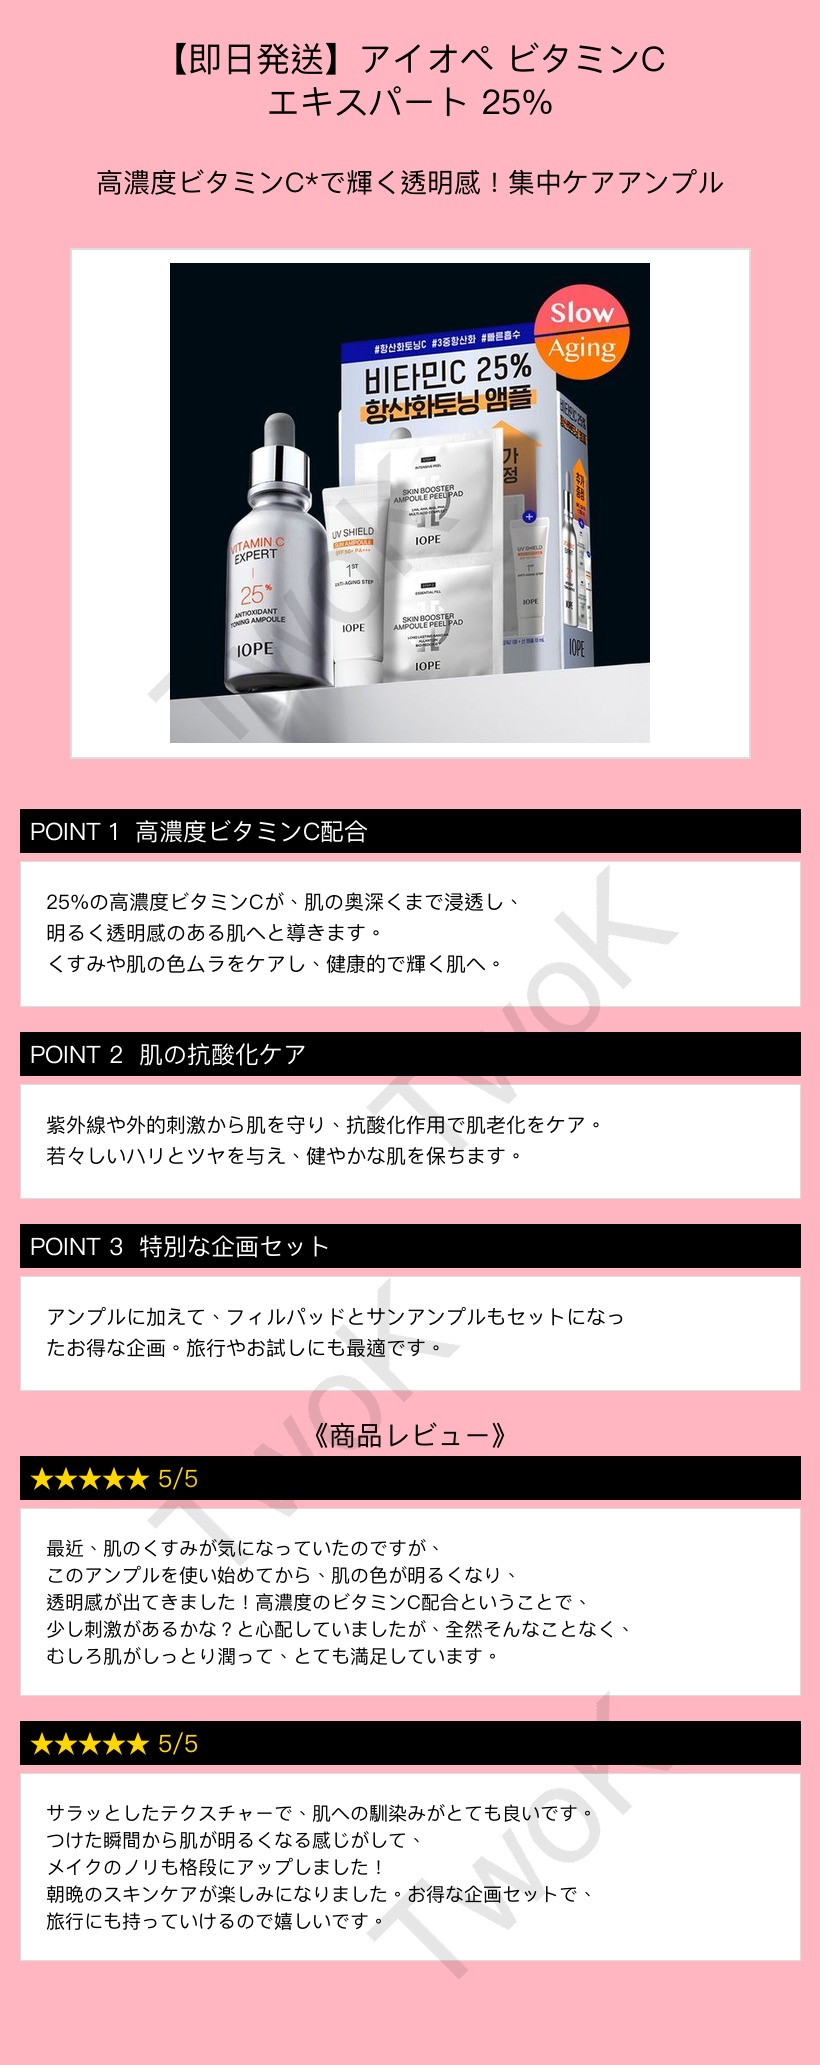 【即日発送】アイオペ ビタミンC
エキスパート 25%
高濃度ビタミンC*で輝く透明感！集中ケアアンプル
Slow
Aging
#항산화토닝C #3중항산화 #빠른흡수
비타민C 25%
항산화토닝 앰플
VITAMIN C
EXPERT
25%
ANTIOXIDANT
TONING AMPOULE
IOPE
UV SHIELD
SUN AMPOULE
SPF 50+ PA+++
1ST
ANTI-AGING STEP
IOPE
INTENSIVE PEEL
SKIN BOOSTER
AMPOULE PEEL PAD
IOPE
ESSENTIAL FILL
SKIN BOOSTER
AMPOULE PEEL PAD
IOPE
UV SHIELD
1ST
ANTI-AGING STEP
IOPE
추가
증정
IOPE
TwoK
POINT 1 高濃度ビタミンC配合
25%の高濃度ビタミンCが、肌の奥深くまで浸透し、
明るく透明感のある肌へと導きます。
くすみや肌の色ムラをケアし、健康的で輝く肌へ。
TwoK
POINT 2 肌の抗酸化ケア
紫外線や外的刺激から肌を守り、抗酸化作用で肌老化をケア。
若々しいハリとツヤを与え、健やかな肌を保ちます。
POINT 3 特別な企画セット
アンプルに加えて、フィルパッドとサンアンプルもセットになっ
たお得な企画。旅行やお試しにも最適です。
TwoK
《商品レビュー》
★★★★★ 5/5
最近、肌のくすみが気になっていたのですが、
このアンプルを使い始めてから、肌の色が明るくなり、
透明感が出てきました！高濃度のビタミンC配合ということで、
少し刺激があるかな？と心配していましたが、全然そんなことなく、
むしろ肌がしっとり潤って、とても満足しています。
★★★★★ 5/5
サラッとしたテクスチャーで、肌への馴染みがとても良いです。
つけた瞬間から肌が明るくなる感じがして、
メイクのノリも格段にアップしました！
朝晩のスキンケアが楽しみになりました。お得な企画セットで、
旅行にも持っていけるので嬉しいです。
TwoK